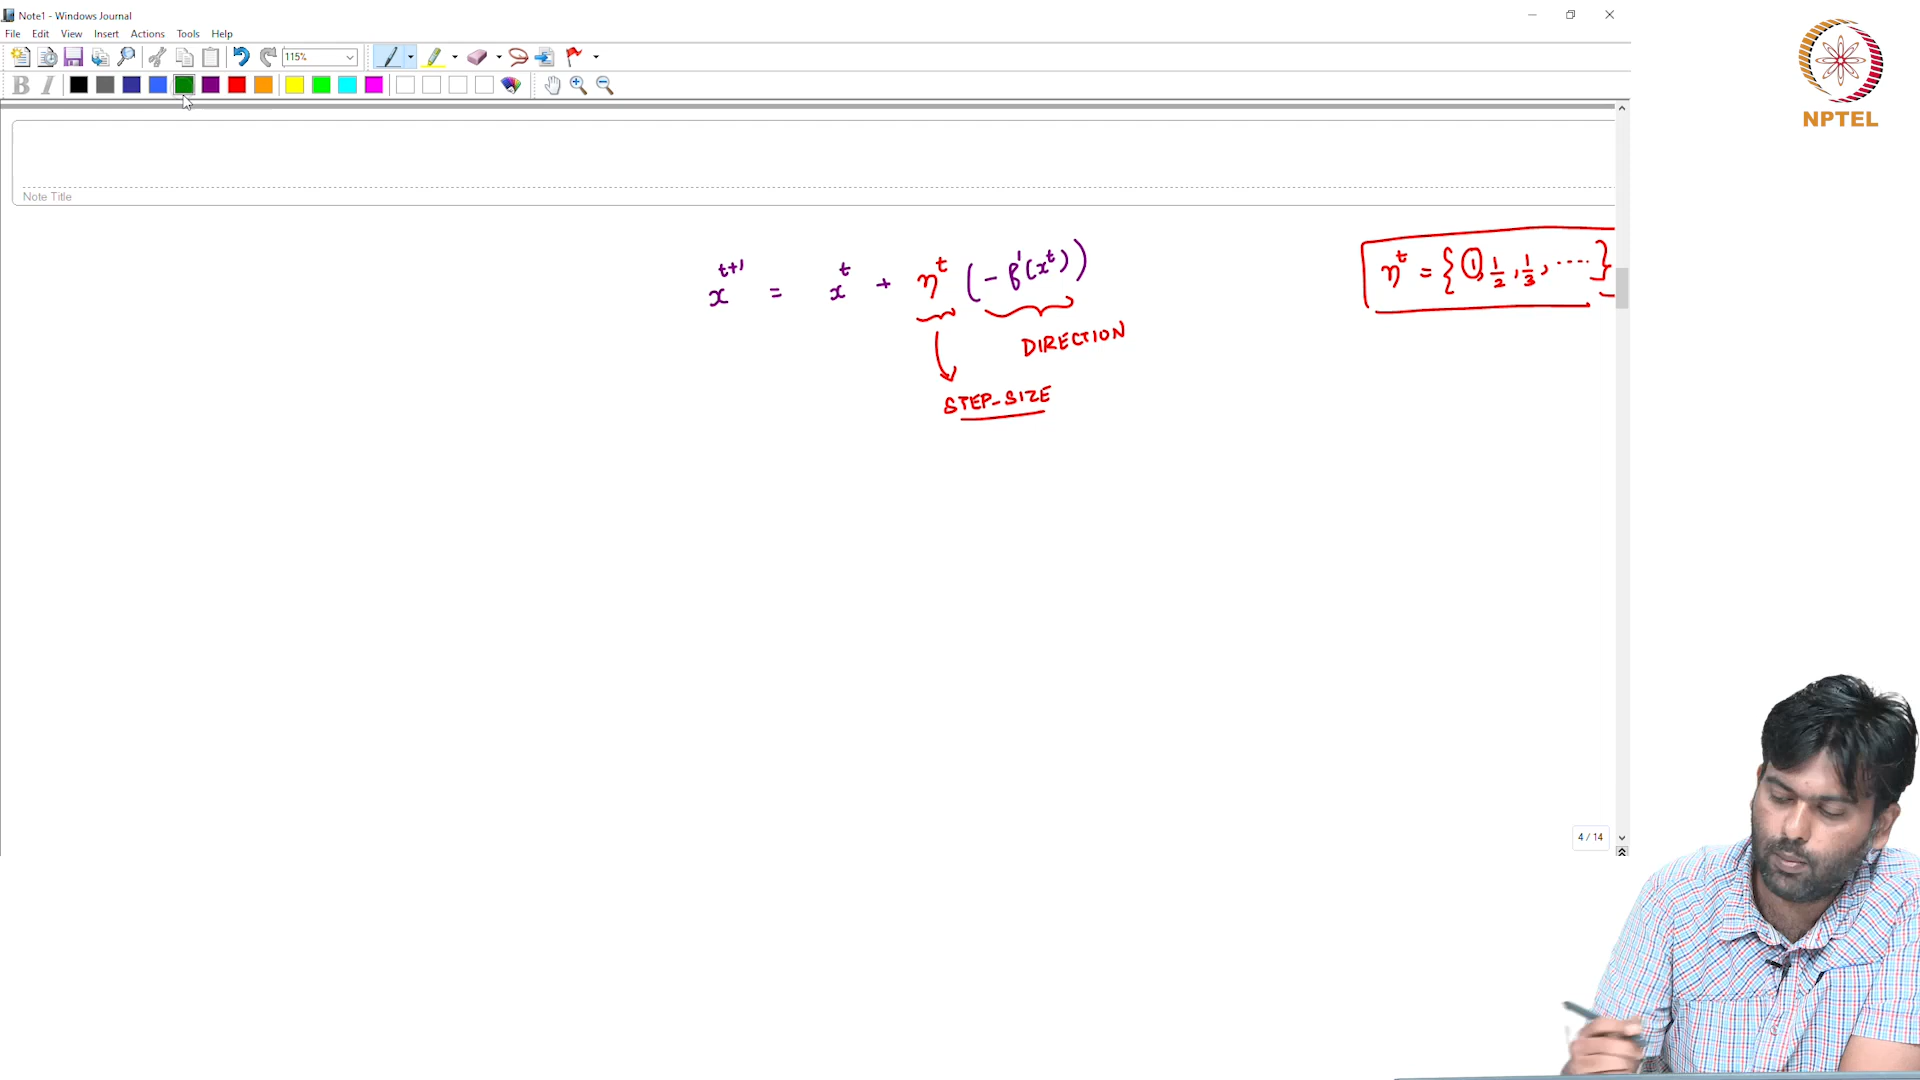 Note1 - Windows Journal
File Edit View Insert Actions Tools Help
115%
B I
NPTEL
Note Title
x^{t+1} = x^t + η^t (-f'(x^t))
η^t = {1, 1/2, 1/3, .....}
DIRECTION
STEP-SIZE
4 / 14